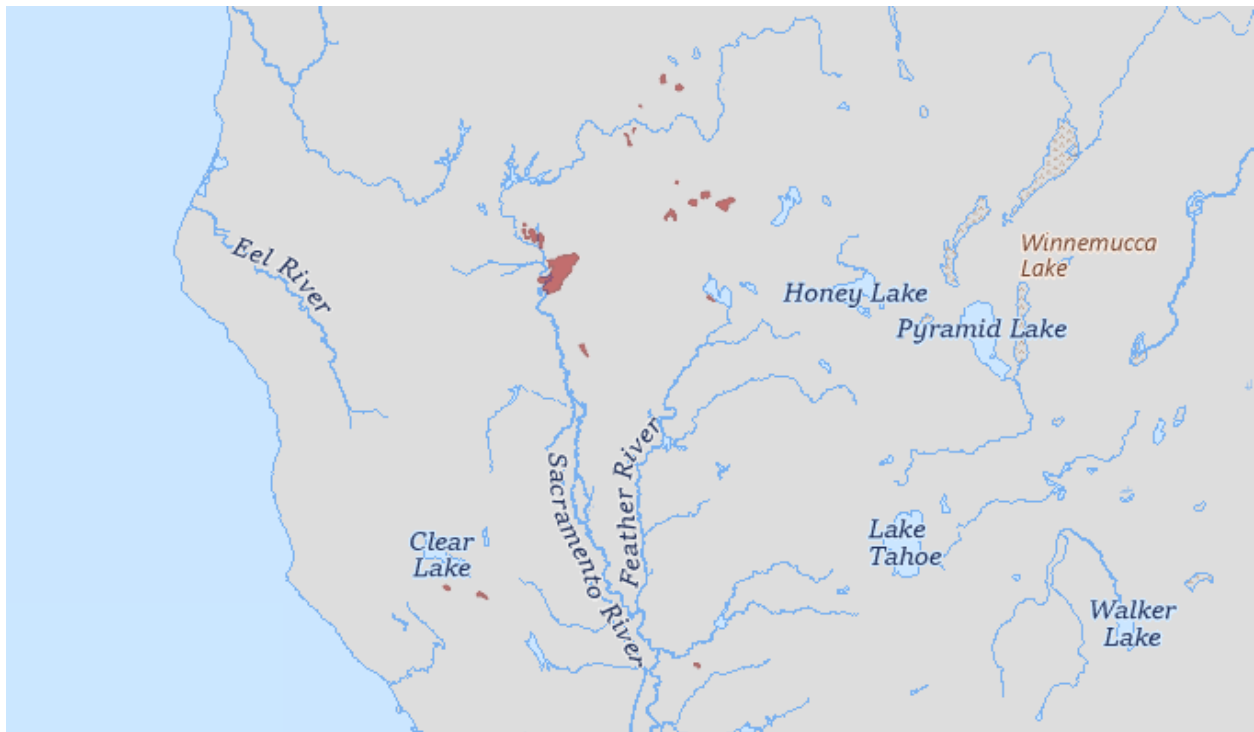 Eel River
Winnemucca
Lake
Honey Lake
Pyramid Lake
Sacramento River
Feather River
Clear
Lake
Lake
Tahoe
Walker
Lake